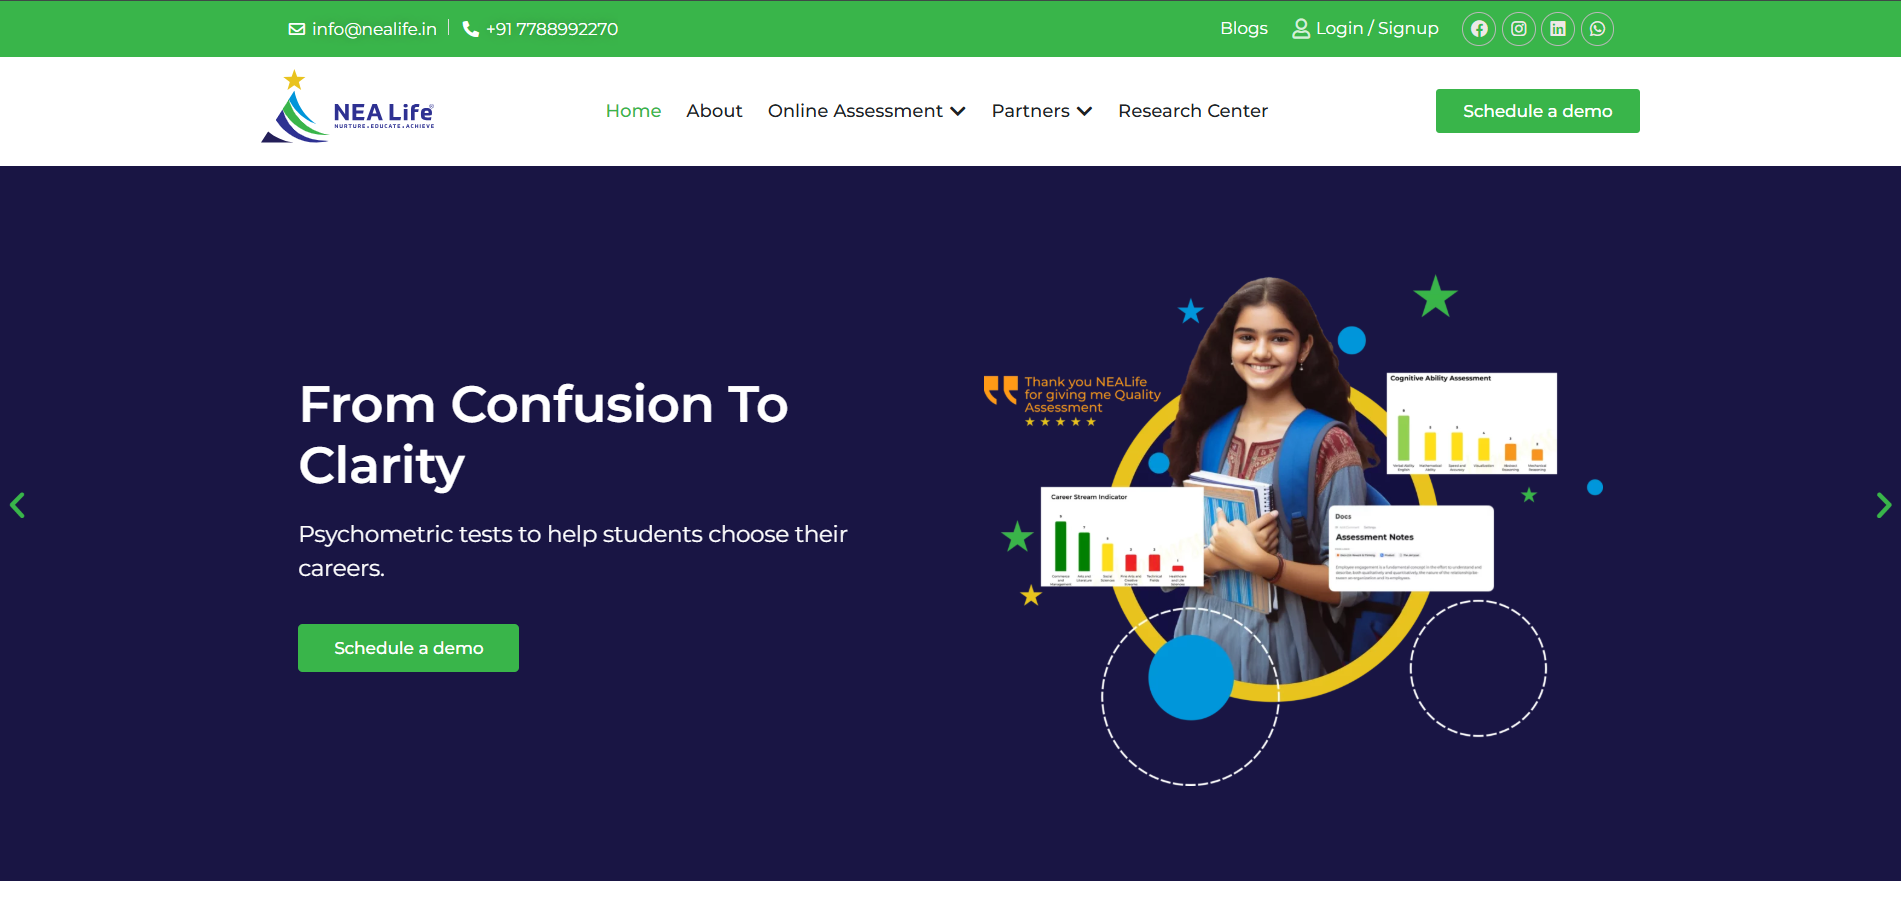 info@nealife.in
+91 7788992270
Blogs
Login / Signup
NEA Life®
NURTURE • EDUCATE • ACHIEVE
Home
About
Online Assessment
Partners
Research Center
Schedule a demo
From Confusion To
Clarity
Psychometric tests to help students choose their
careers.
Schedule a demo
Thank you NEALife
for giving me Quality
Assessment
Cognitive Ability Assessment
Career Stream Indicator
Docs
Assessment Notes